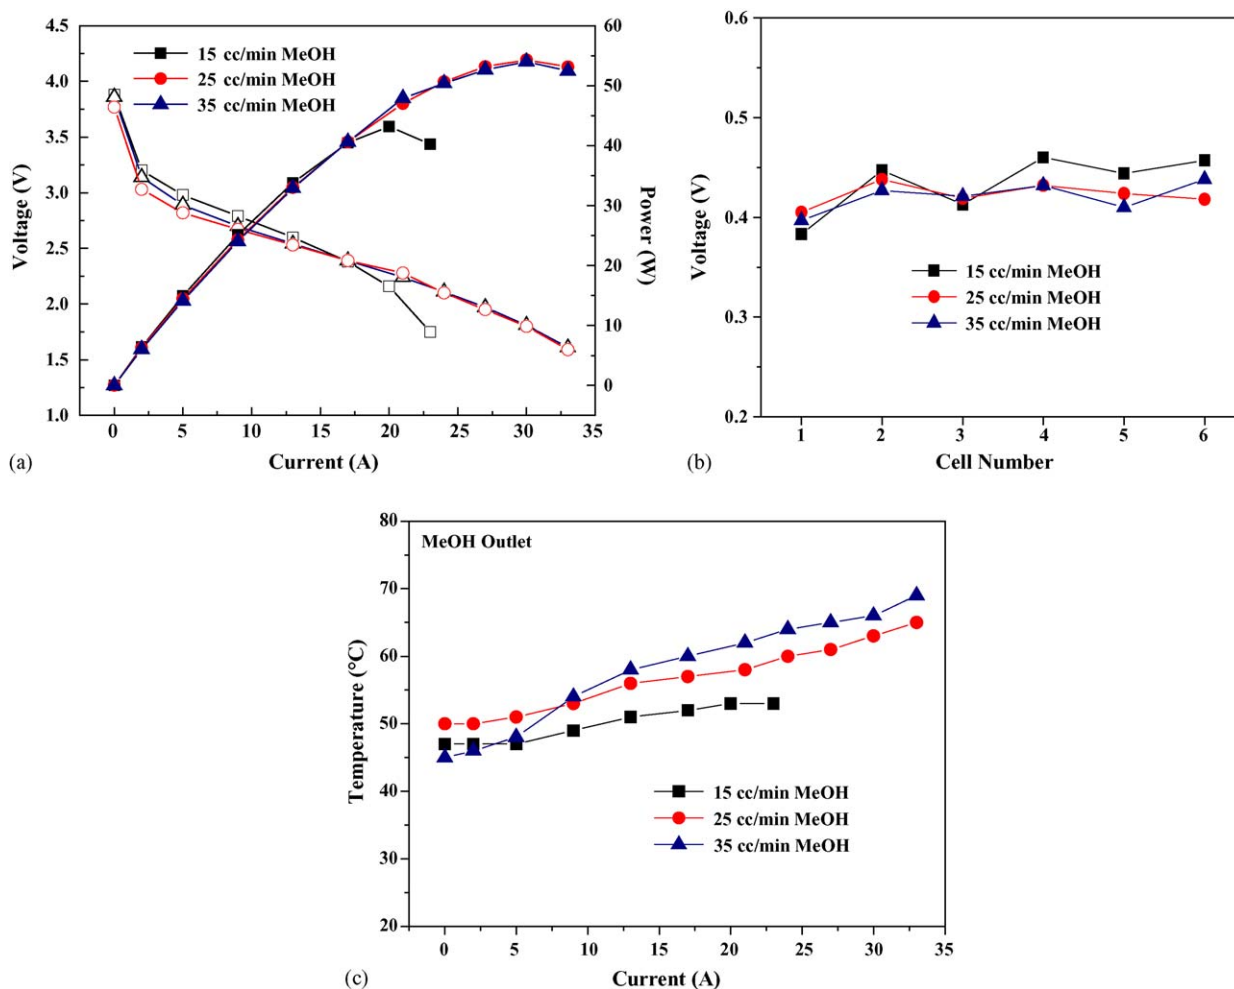 4.5
4.0
3.5
3.0
2.5
2.0
1.5
1.0
Voltage (V)
15 cc/min MeOH
25 cc/min MeOH
35 cc/min MeOH
60
50
40
30
20
10
0
Power (W)
0 5 10 15 20 25 30 35
Current (A)
(a)
0.6
0.5
0.4
0.3
0.2
Voltage (V)
15 cc/min MeOH
25 cc/min MeOH
35 cc/min MeOH
1 2 3 4 5 6
Cell Number
(b)
80
70
60
50
40
30
20
Temperature (°C)
MeOH Outlet
15 cc/min MeOH
25 cc/min MeOH
35 cc/min MeOH
0 5 10 15 20 25 30 35
Current (A)
(c)